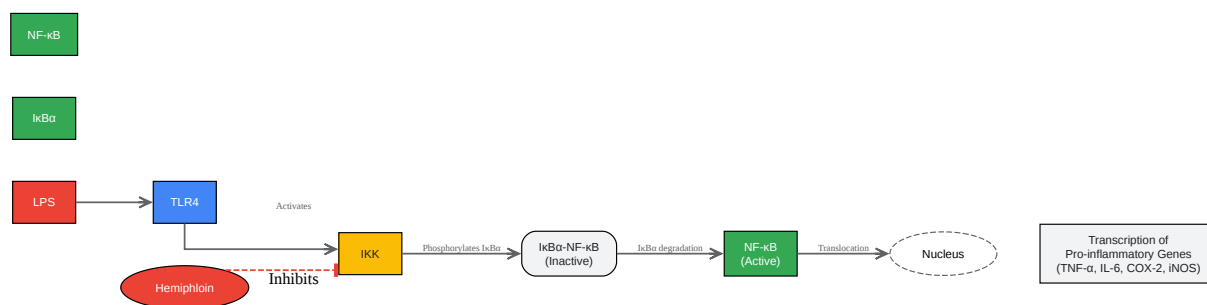 NF-κB
IκBα
LPS
TLR4
Activates
Hemiphloin
Inhibits
IKK
Phosphorylates IκBα
IκBα-NF-κB
(Inactive)
IκBα degradation
NF-κB
(Active)
Translocation
Nucleus
Transcription of
Pro-inflammatory Genes
(TNF-α, IL-6, COX-2, iNOS)